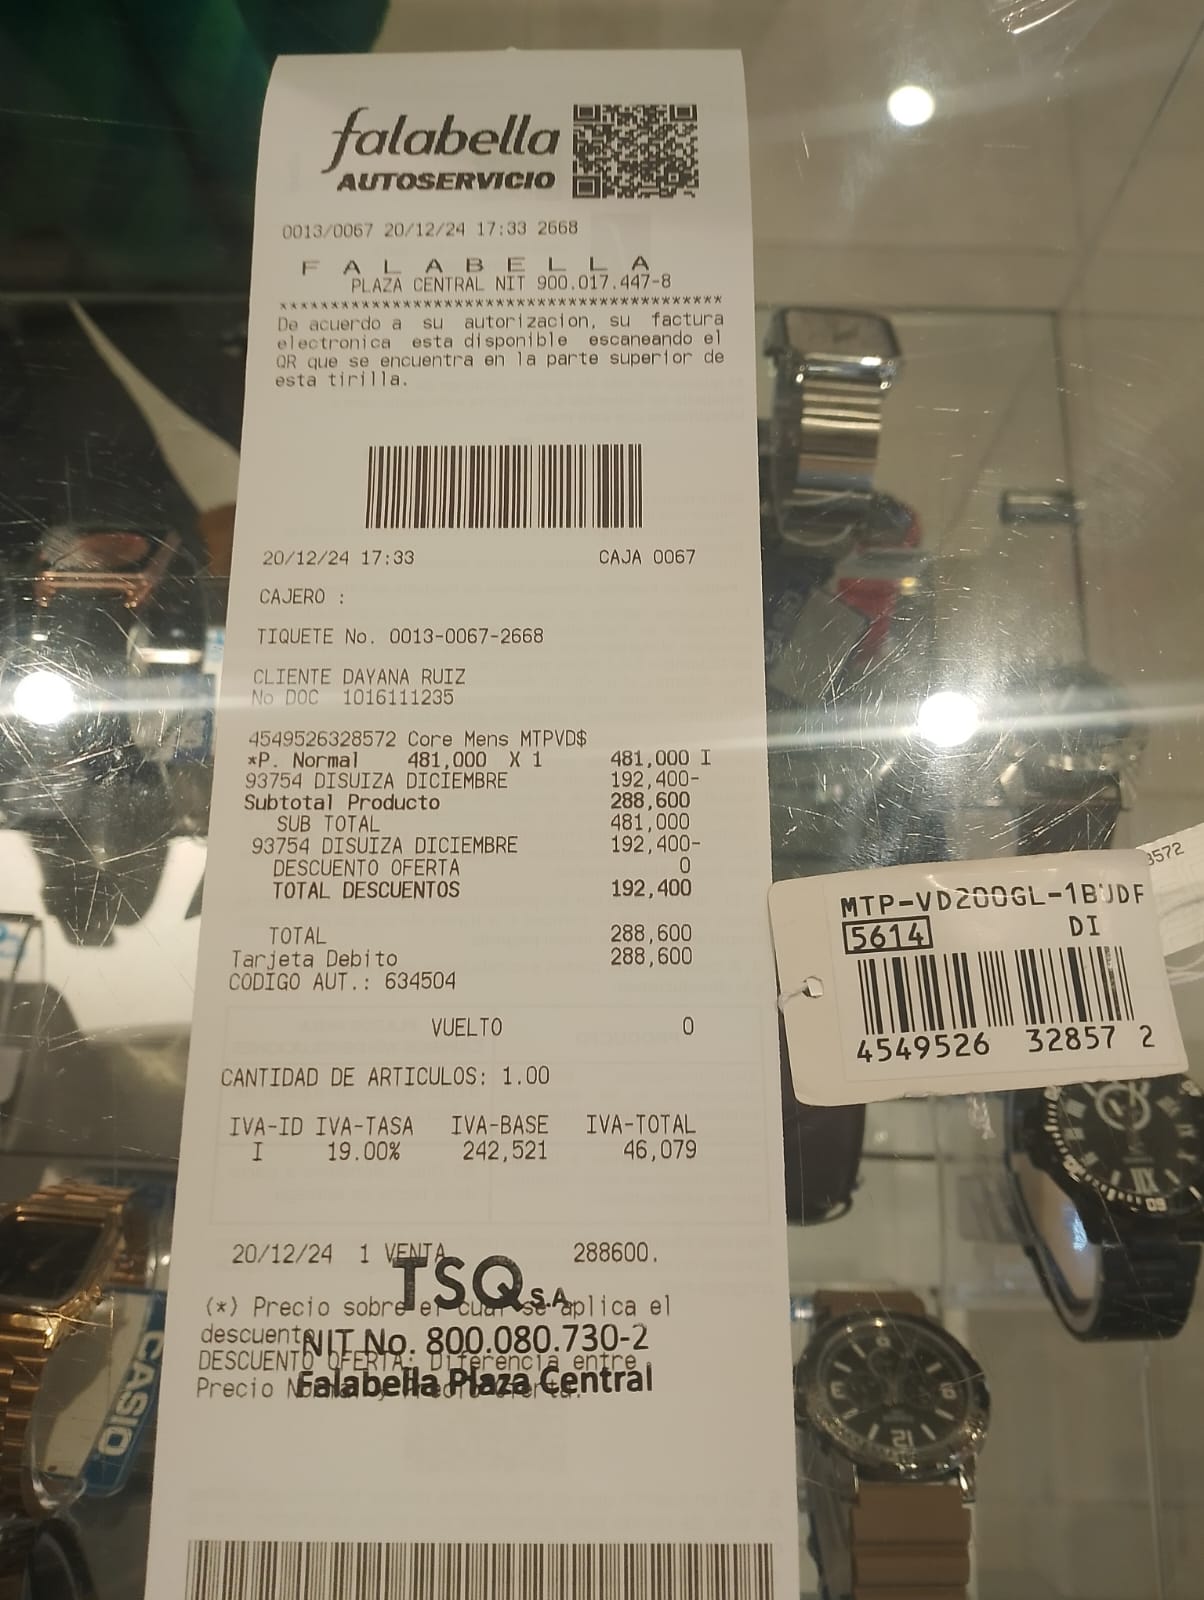 falabella
AUTOSERVICIO
0013/0067 20/12/24 17:33 2668
F A L A B E L L A
PLAZA CENTRAL NIT 900.017.447-8
******************************************
De acuerdo a su autorizacion, su factura
electronica esta disponible escaneando el
QR que se encuentra en la parte superior de
esta tirilla.
20/12/24 17:33 CAJA 0067
CAJERO :
TIQUETE No. 0013-0067-2668
CLIENTE DAYANA RUIZ
No DOC 1016111235
4549526328572 Core Mens MTPVD$
*P. Normal 481,000 X 1 481,000 I
93754 DISUIZA DICIEMBRE 192,400-
Subtotal Producto 288,600
SUB TOTAL 481,000
93754 DISUIZA DICIEMBRE 192,400-
DESCUENTO OFERTA 0
TOTAL DESCUENTOS 192,400
TOTAL 288,600
Tarjeta Debito 288,600
CODIGO AUT.: 634504
VUELTO 0
CANTIDAD DE ARTICULOS: 1.00
IVA-ID IVA-TASA IVA-BASE IVA-TOTAL
I 19.00% 242,521 46,079
20/12/24 1 VENTA 288600.
TSQ S.A.
(*) Precio sobre el cual se aplica el
descuent
NIT No. 800.080.730-2
DESCUENTO OFERTA: Diferencia entre
Precio
Falabella Plaza Central
3572
MTP-VD200GL-1BUDF
5614 DI
4549526 32857 2
CASIO